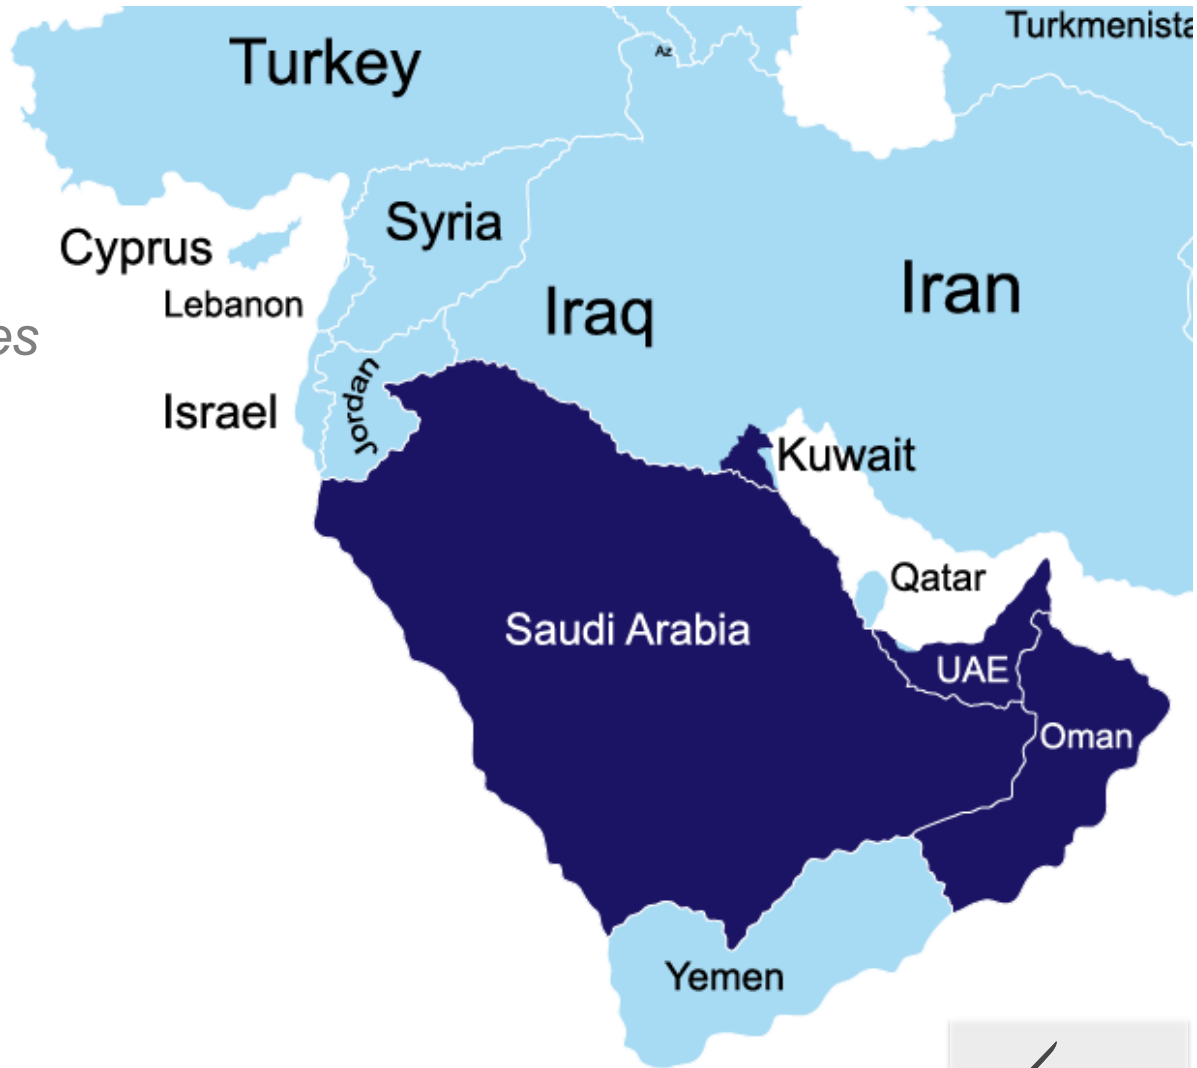 Turkmenista
Turkey
Az
Syria
Cyprus
Lebanon
Iraq
Iran
es
Jordan
Israel
Kuwait
Qatar
Saudi Arabia
UAE
Oman
Yemen